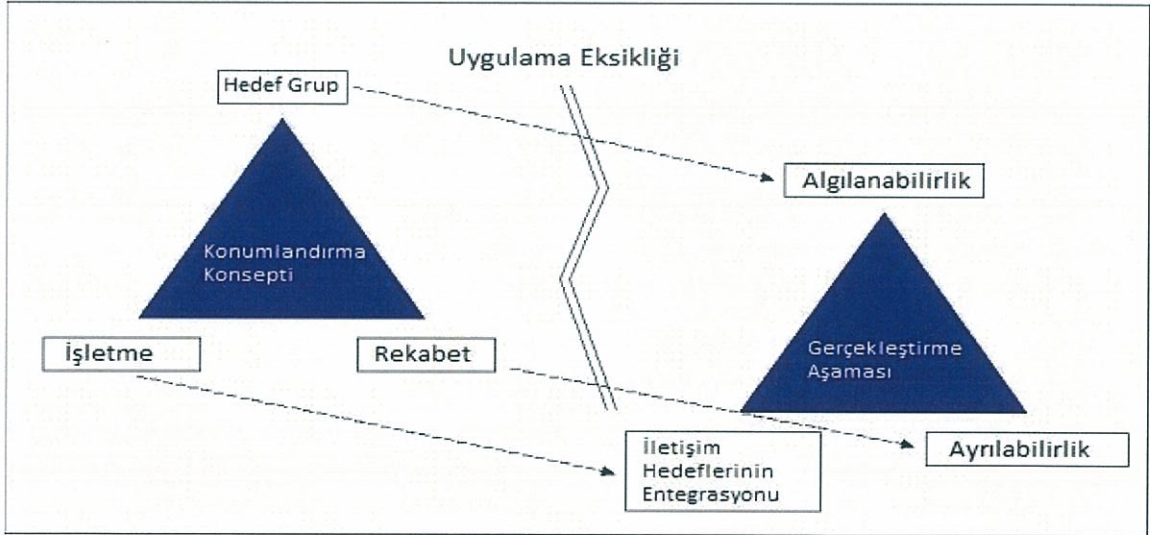 Uygulama Eksikliği
Hedef Grup
Algılanabilirlik
Konumlandırma
Konsepti
İşletme
Rekabet
Gerçekleştirme
Aşaması
İletişim
Hedeflerinin
Entegrasyonu
Ayrılabilirlik